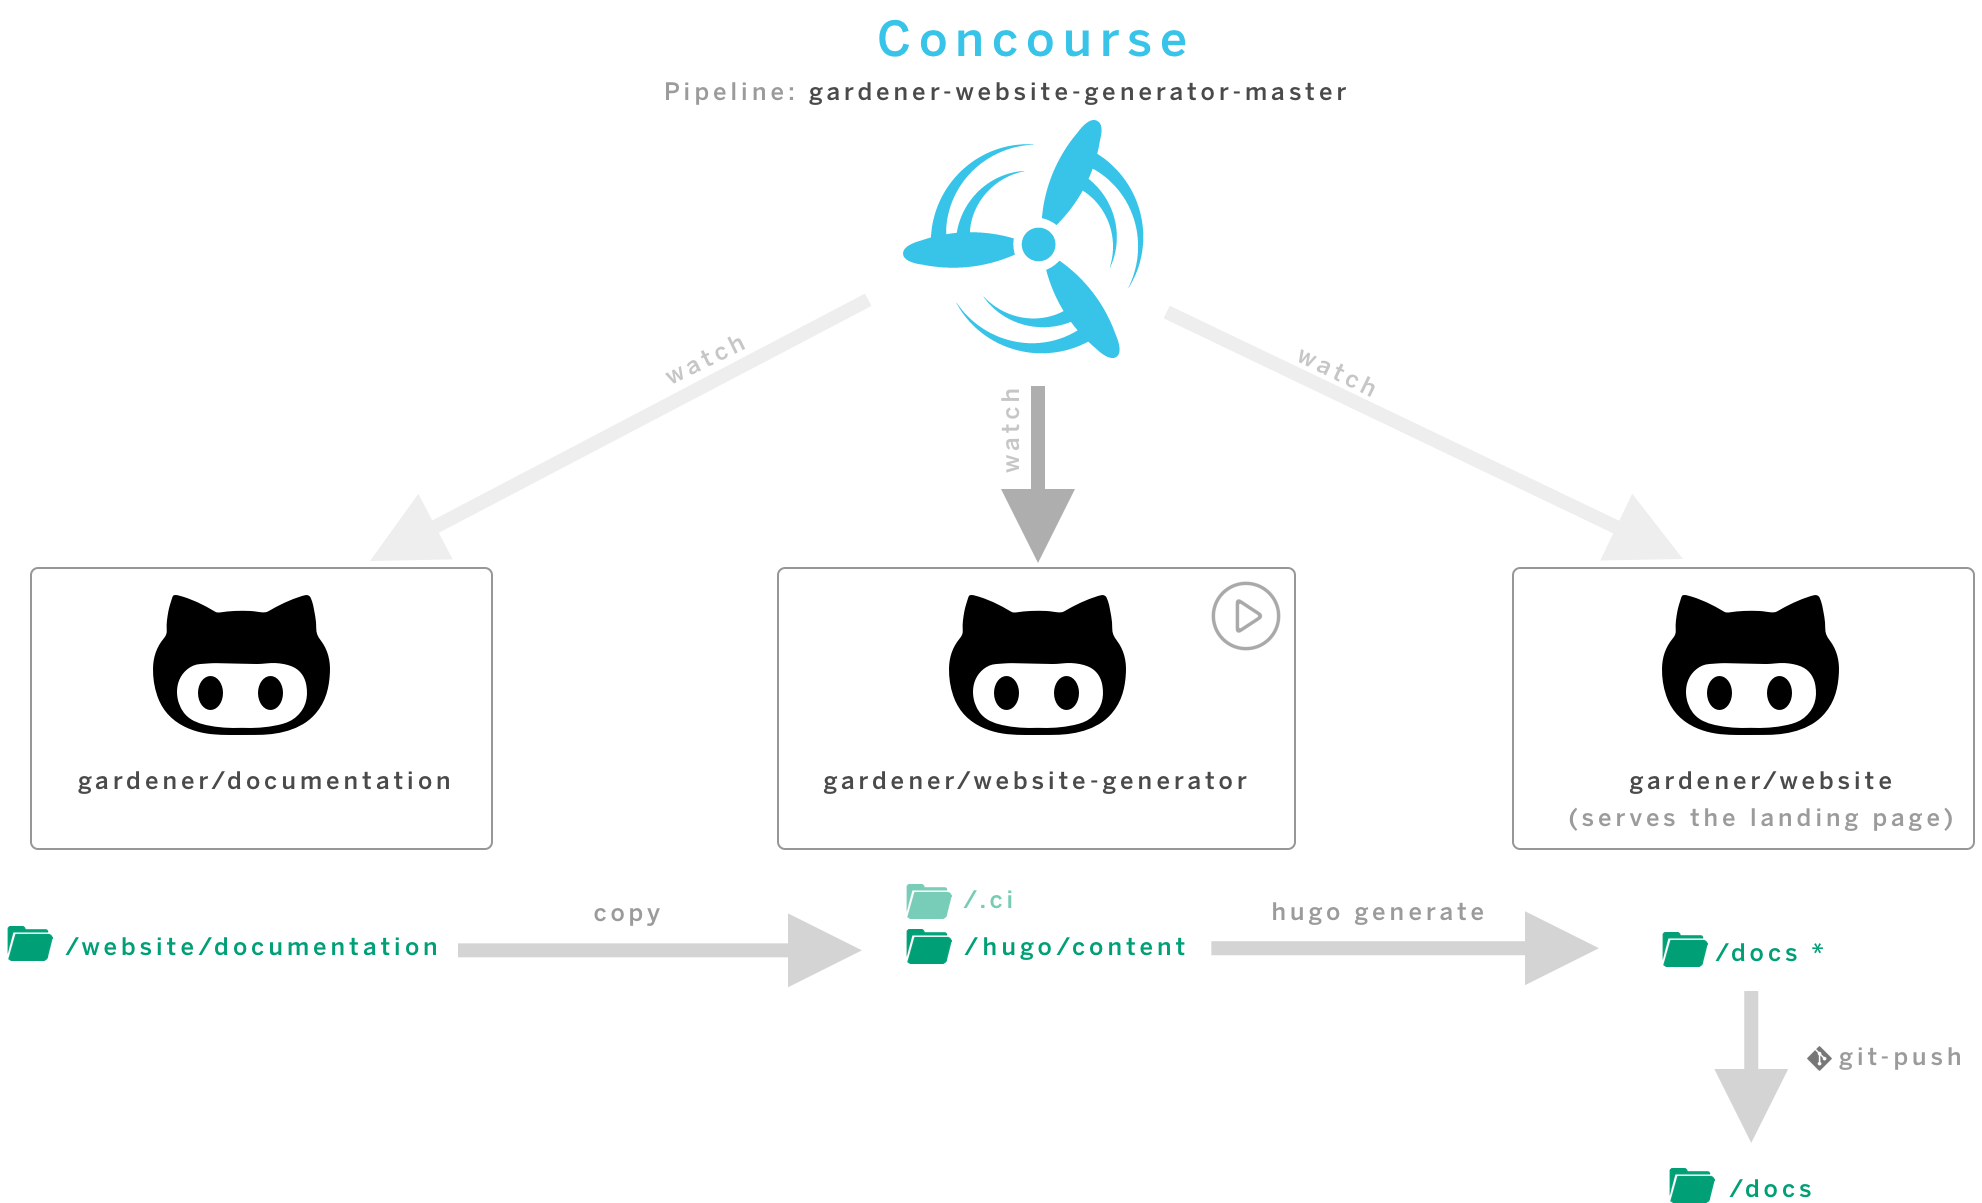 Concourse
Pipeline: gardener-website-generator-master
watch
watch
watch
gardener/documentation
gardener/website-generator
gardener/website
(serves the landing page)
/website/documentation
copy
/.ci
/hugo/content
hugo generate
/docs *
git-push
/docs